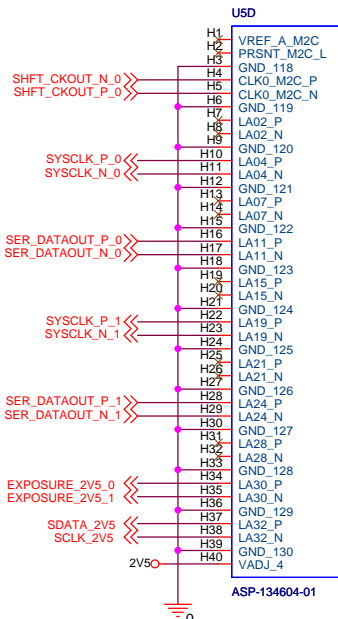 U5D
H1 VREF_A_M2C
H2 PRSNT_M2C_L
H3 GND_118
SHFT_CKOUT_N_0 H4 CLK0_M2C_P
SHFT_CKOUT_P_0 H5 CLK0_M2C_N
H6 GND_119
H7 LA02_P
H8 LA02_N
H9 GND_120
SYSCLK_P_0 H10 LA04_P
SYSCLK_N_0 H11 LA04_N
H12 GND_121
H13 LA07_P
H14 LA07_N
H15 GND_122
SER_DATAOUT_P_0 H16 LA11_P
SER_DATAOUT_N_0 H17 LA11_N
H18 GND_123
H19 LA15_P
H20 LA15_N
H21 GND_124
SYSCLK_P_1 H22 LA19_P
SYSCLK_N_1 H23 LA19_N
H24 GND_125
H25 LA21_P
H26 LA21_N
H27 GND_126
SER_DATAOUT_P_1 H28 LA24_P
SER_DATAOUT_N_1 H29 LA24_N
H30 GND_127
H31 LA28_P
H32 LA28_N
H33 GND_128
EXPOSURE_2V5_0 H34 LA30_P
EXPOSURE_2V5_1 H35 LA30_N
H36 GND_129
SDATA_2V5 H37 LA32_P
SCLK_2V5 H38 LA32_N
H39 GND_130
2V5 H40 VADJ_4
ASP-134604-01
0